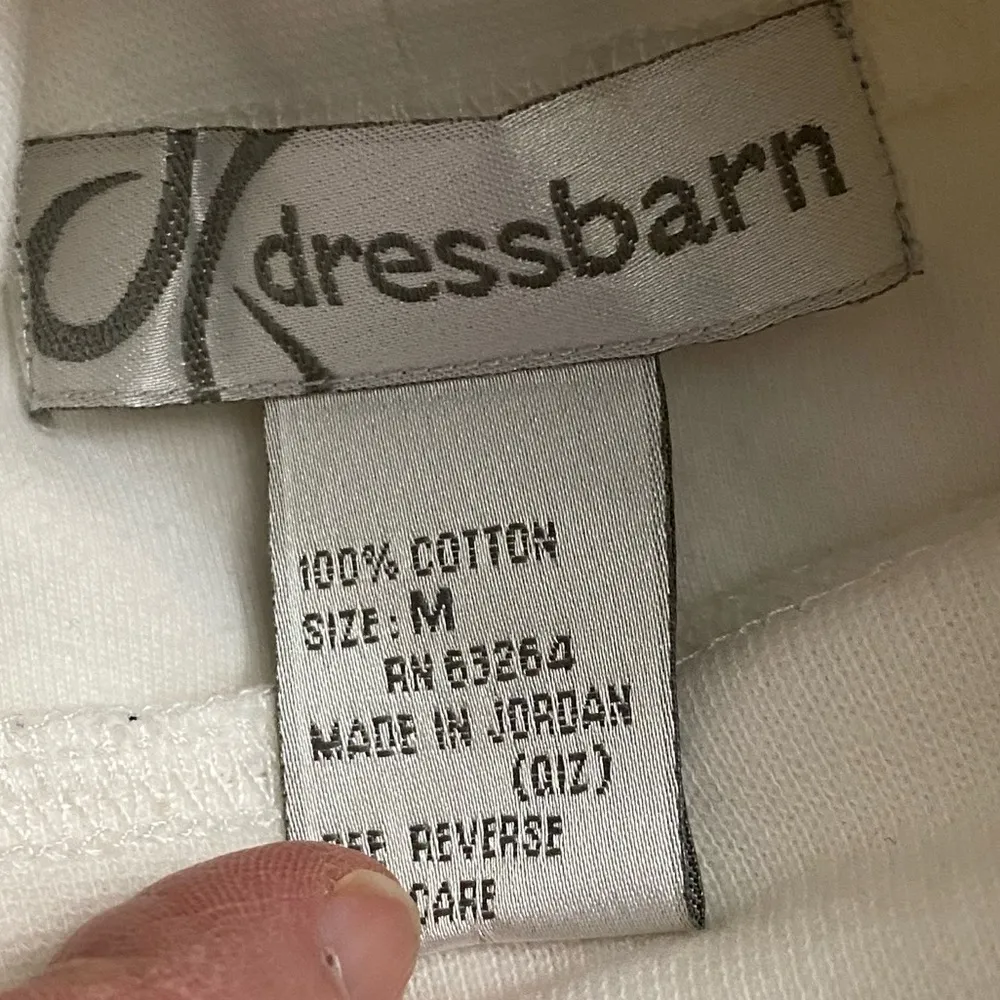 dressbarn
100% COTTON
SIZE: M
RN 63264
MADE IN JORDAN
(QIZ)
REVERSE
CARE